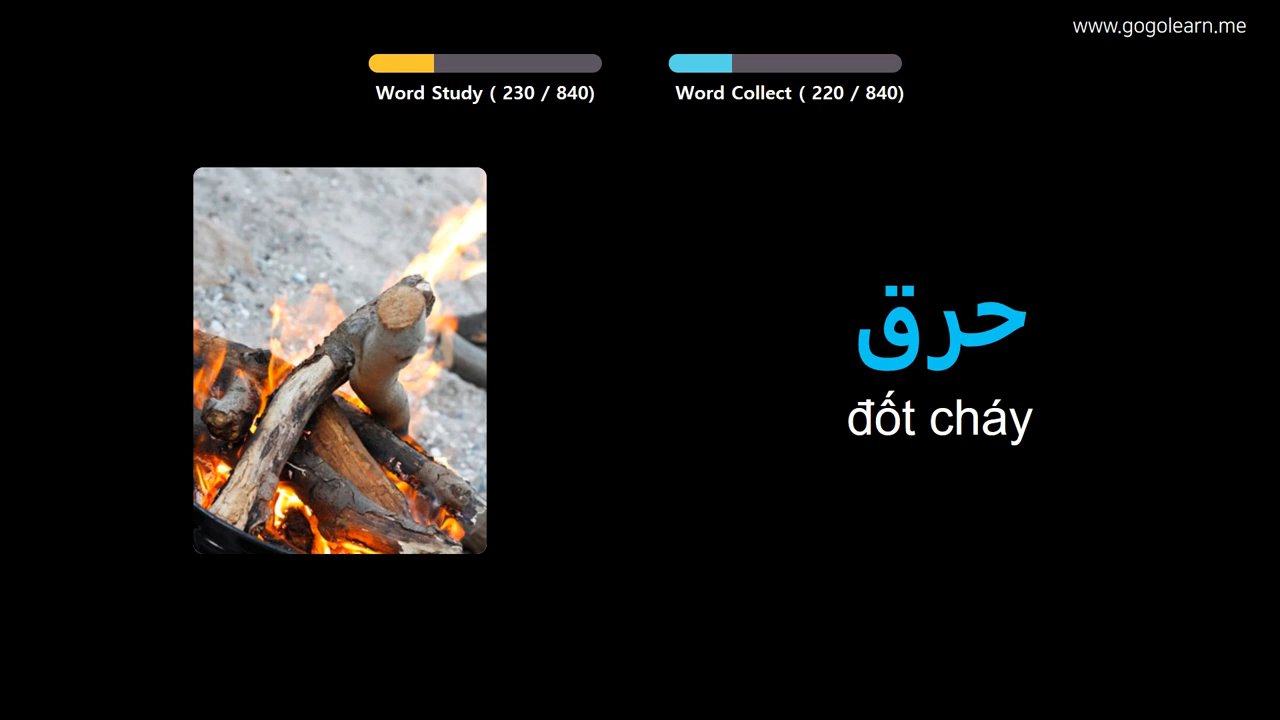 www.gogolearn.me
Word Study ( 230 / 840)
Word Collect ( 220 / 840)
حرق
đốt cháy